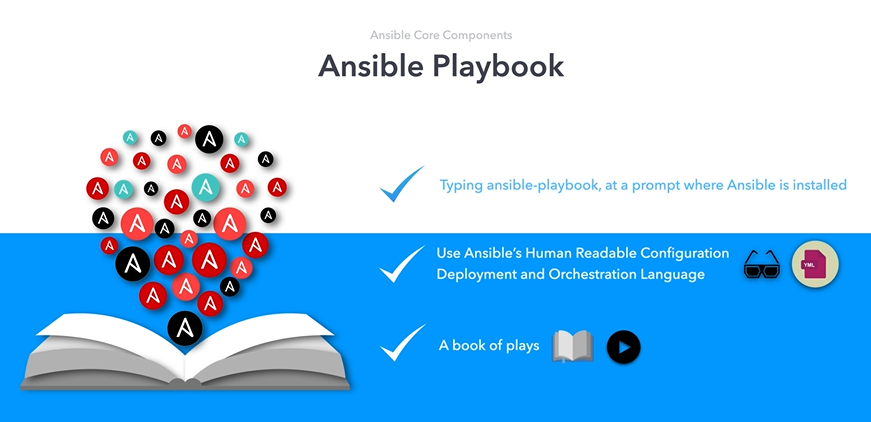 Ansible Core Components
Ansible Playbook
Typing ansible-playbook, at a prompt where Ansible is installed
Use Ansible's Human Readable Configuration
Deployment and Orchestration Language
YML
A book of plays